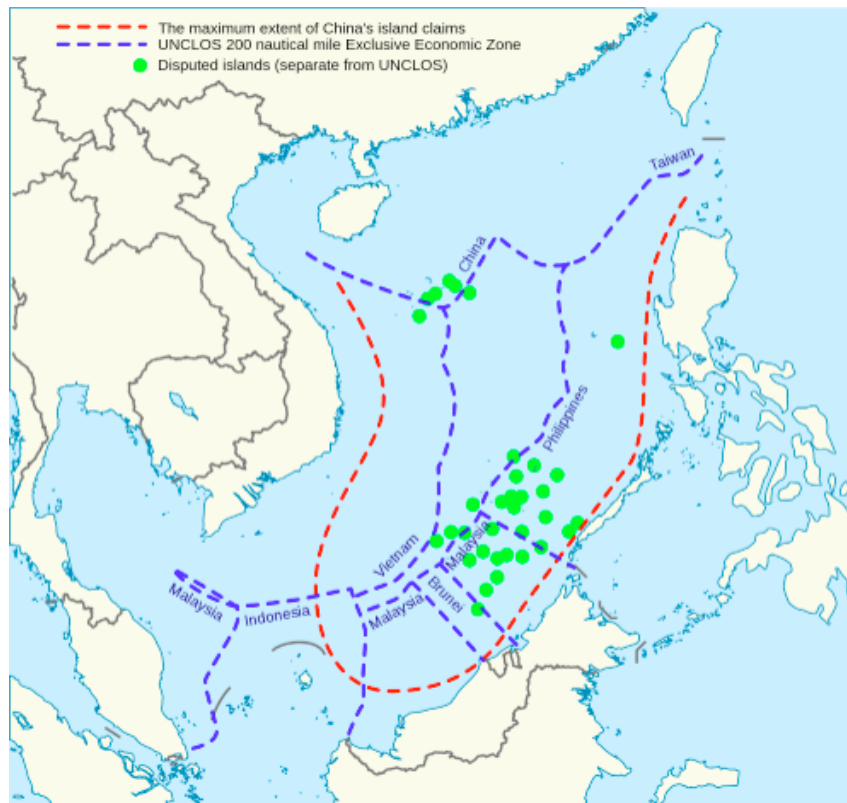 The maximum extent of China's island claims
UNCLOS 200 nautical mile Exclusive Economic Zone
Disputed islands (separate from UNCLOS)
Taiwan
China
Philippines
Vietnam
Malaysia
Malaysia
Indonesia
Malaysia
Brunei